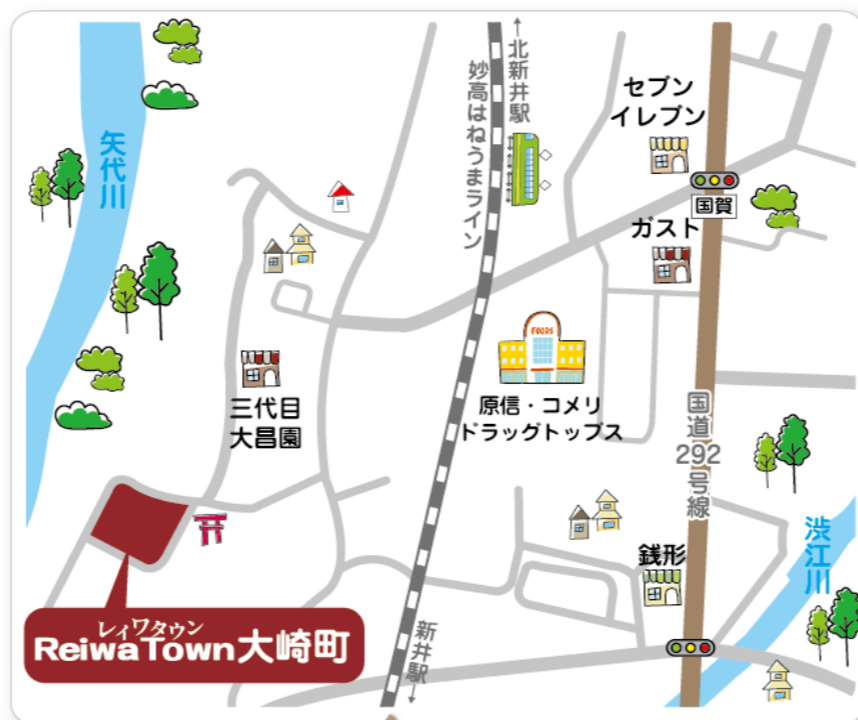 矢代川
↑北新井駅
妙高はねうまライン
セブン
イレブン
国賀
ガスト
FOODS
原信・コメリ
ドラッグトップス
三代目
大昌園
国道292号線
渋江川
銭形
レイワタウン
ReiwaTown大崎町
新井駅↓